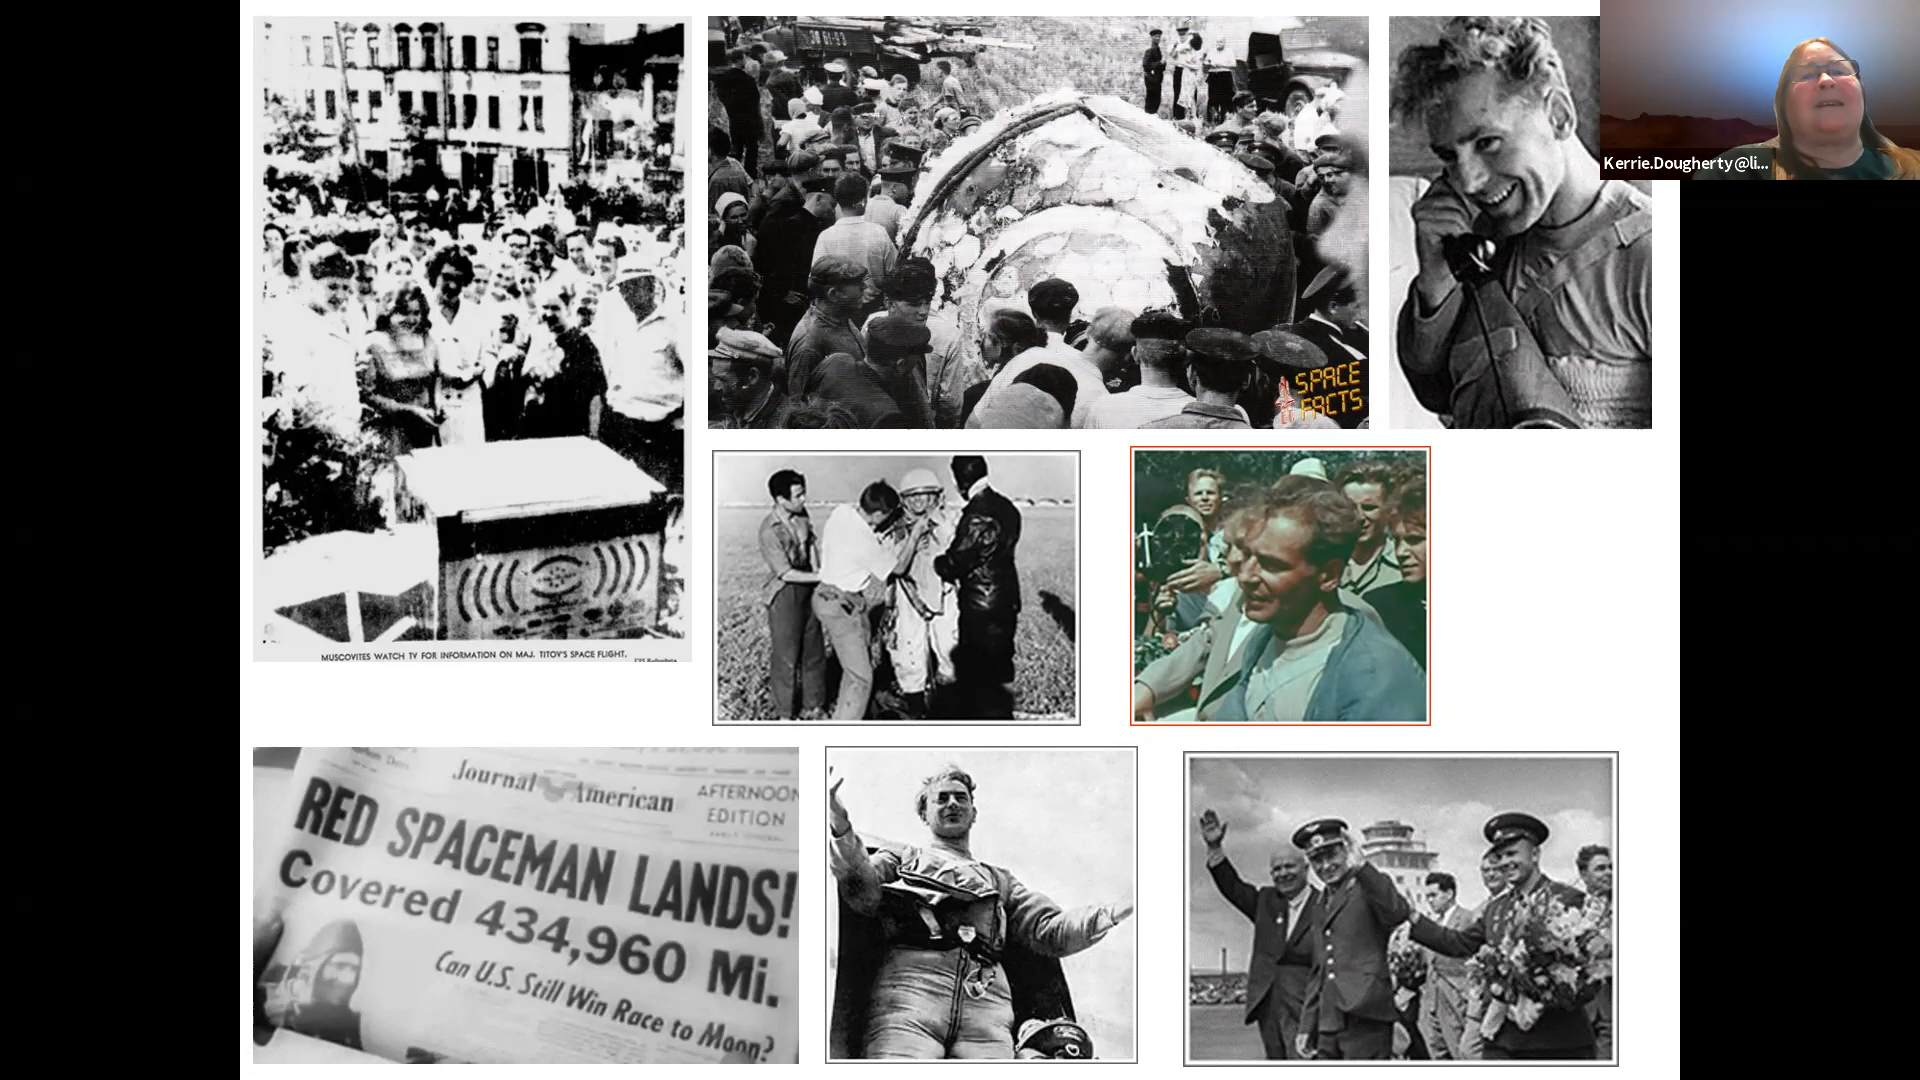 MUSCOVITES WATCH TV FOR INFORMATION ON MAJ. TITOV'S SPACE FLIGHT.
SPACE
FACTS
Kerrie.Dougherty@li...
Journal American
AFTERNOON
EDITION
RED SPACEMAN LANDS!
Covered 434,960 Mi.
Can U.S. Still Win Race to Moon?